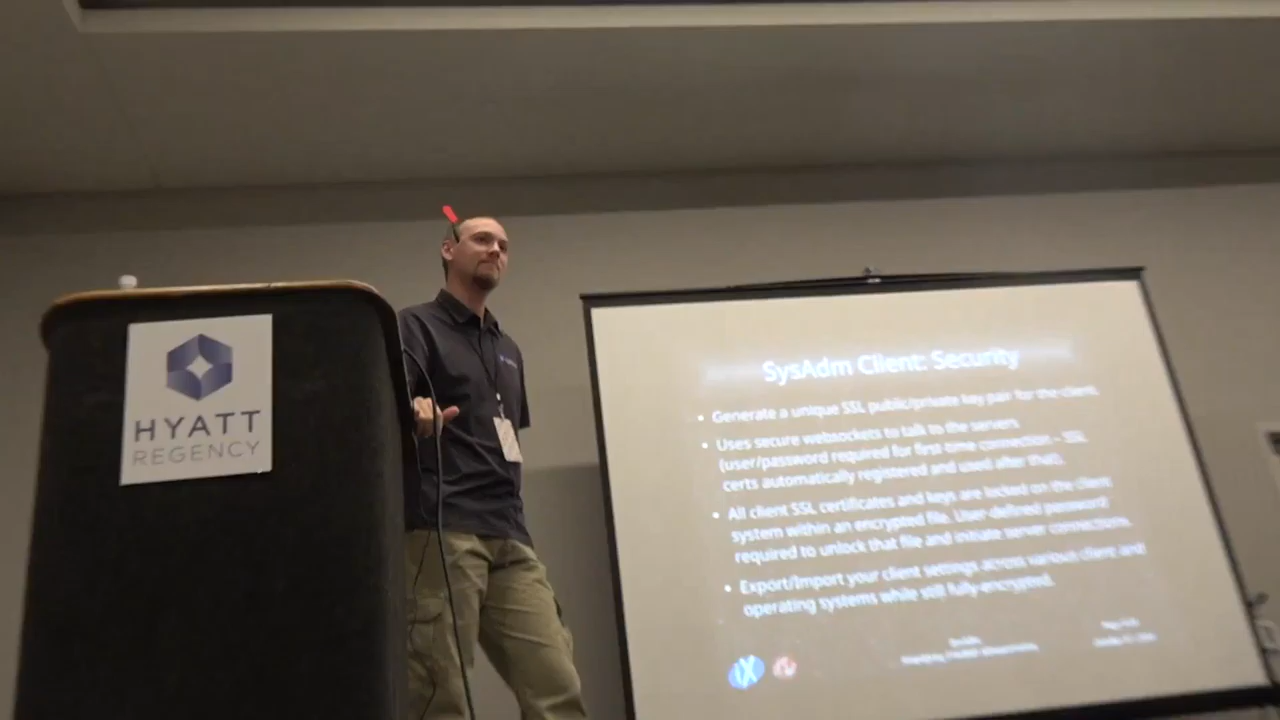 HYATT
REGENCY
SysAdm Client: Security
• Generate a unique SSL public/private key pair for the client.
• Uses secure websockets to talk to the servers
(user/password required for first-time connection - SSL
certs automatically registered and used after that).
• All client SSL certificates and keys are locked on the client
system within an encrypted file. User-defined password
required to unlock that file and initiate server connections.
• Export/Import your client settings across various client and
operating systems while still fully-encrypted.
iX